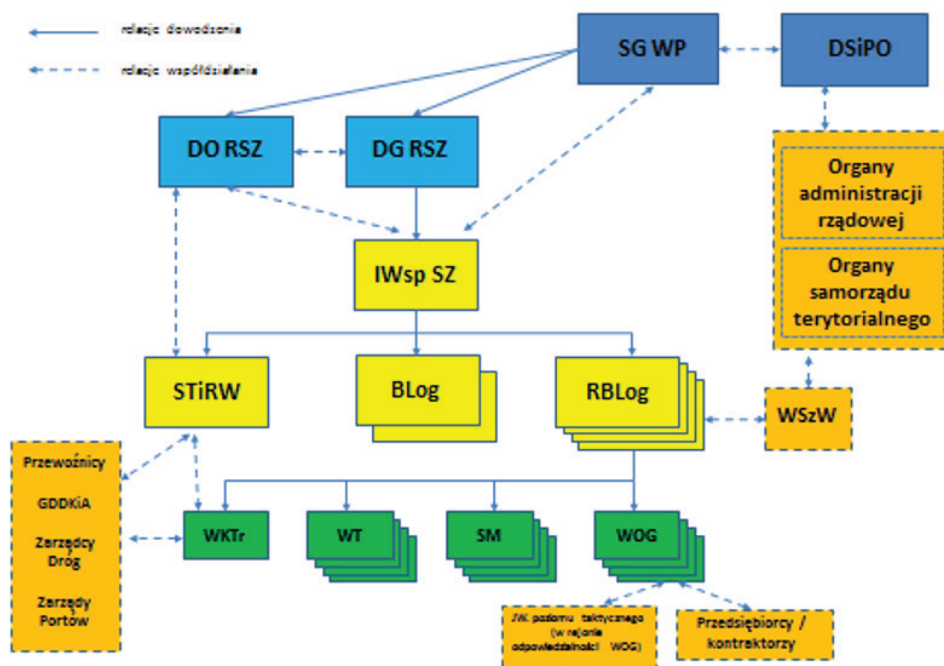 relacje dowodzenia
relacje współdziałania
SG WP
DSiPO
DO RSZ
DG RSZ
Organy
administracji
rządowej
Organy
samorządu
terytorialnego
IWsp SZ
STiRW
BLog
RBLog
WSzW
Przewoźnicy
GDDKiA
Zarządcy
Dróg
Zarządy
Portów
WKTr
WT
SM
WOG
JW. poziomu taktycznego
(w rejonie
odpowiedzialności WOG)
Przedsiębiorcy /
kontraktorzy